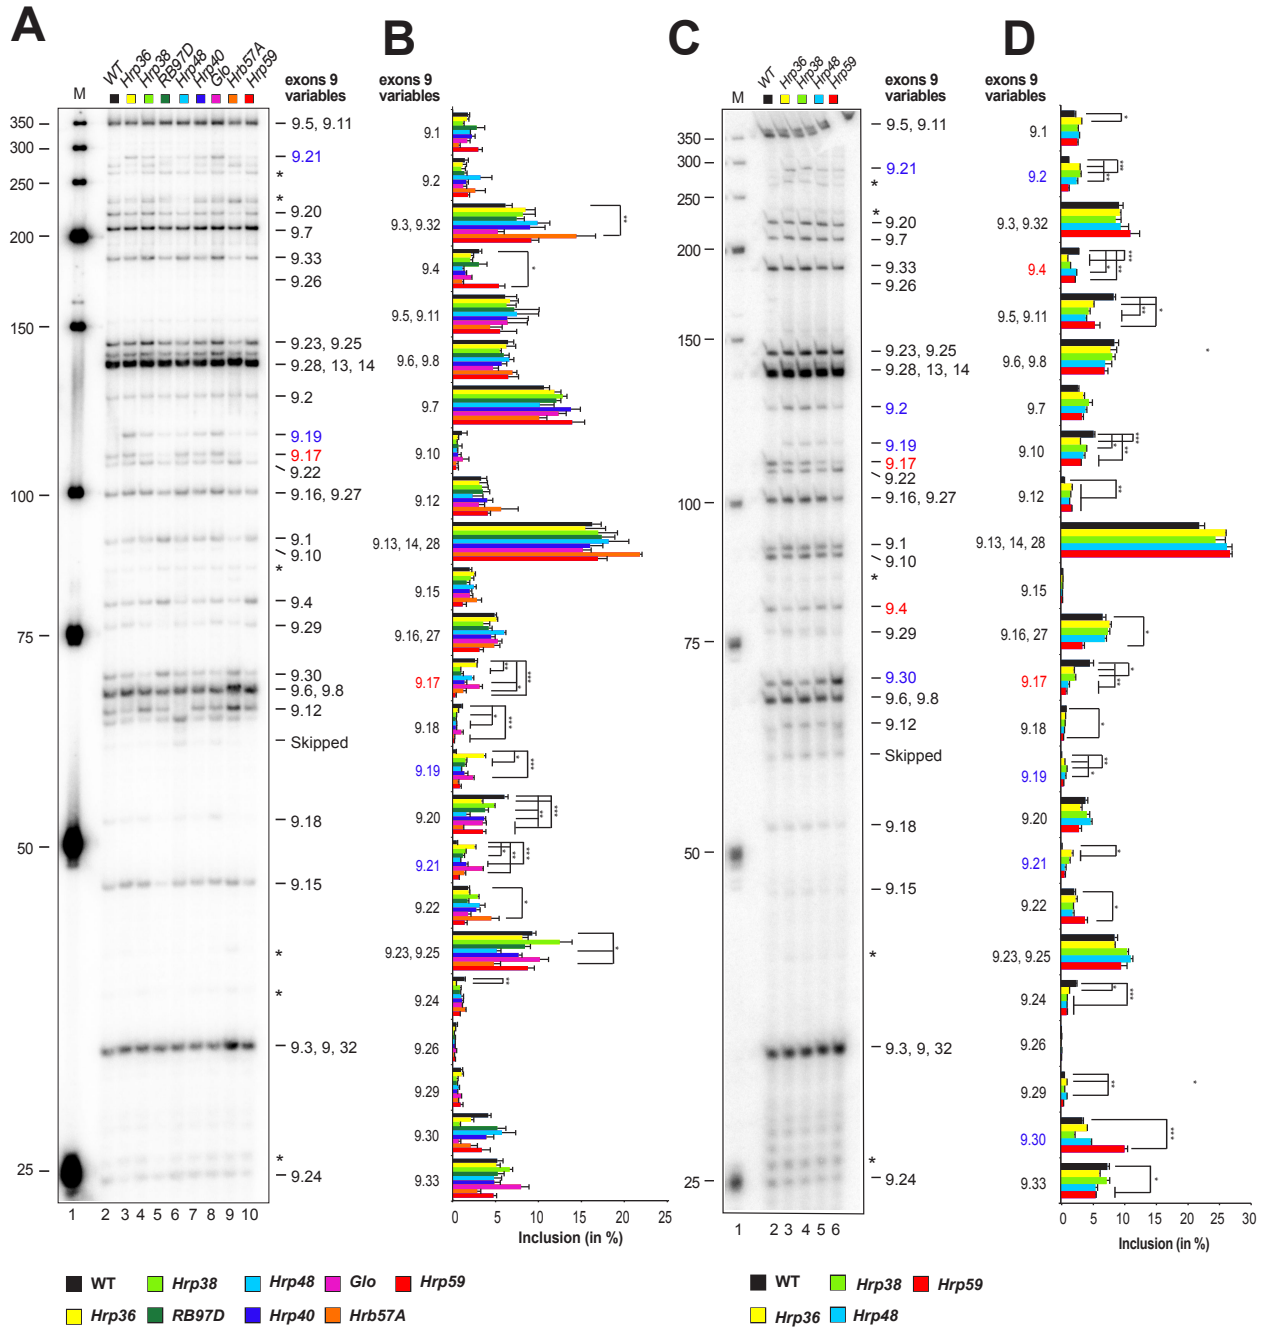 A
B
C
D
WT
Hrp36
Hrp38
RB97D
Hrp48
Hrp40
Glo
Hrb57A
Hrp59
M
exons 9
variables
350
300
250
200
150
100
75
50
25
9.5, 9.11
9.21
*
*
9.20
9.7
9.33
9.26
9.23, 9.25
9.28, 13, 14
9.2
9.19
9.17
9.22
9.16, 9.27
9.1
9.10
*
9.4
9.29
9.30
9.6, 9.8
9.12
Skipped
9.18
9.15
*
*
9.3, 9, 32
*
9.24
1 2 3 4 5 6 7 8 9 10
exons 9
variables
9.1
9.2
9.3, 9.32
9.4
9.5, 9.11
9.6, 9.8
9.7
9.10
9.12
9.13, 14, 28
9.15
9.16, 27
9.17
9.18
9.19
9.20
9.21
9.22
9.23, 9.25
9.24
9.26
9.29
9.30
9.33
0 5 10 15 20 25
Inclusion (in %)
WT
Hrp36
Hrp38
Hrp48
Hrp59
M
exons 9
variables
350
300
250
200
150
100
75
50
25
9.5, 9.11
9.21
*
*
9.20
9.7
9.33
9.26
9.23, 9.25
9.28, 13, 14
9.2
9.19
9.17
9.22
9.16, 9.27
9.1
9.10
*
9.4
9.29
9.30
9.6, 9.8
9.12
Skipped
9.18
9.15
*
9.3, 9, 32
*
9.24
1 2 3 4 5 6
exons 9
variables
9.1
9.2
9.3, 9.32
9.4
9.5, 9.11
9.6, 9.8
9.7
9.10
9.12
9.13, 14, 28
9.15
9.16, 27
9.17
9.18
9.19
9.20
9.21
9.22
9.23, 9.25
9.24
9.26
9.29
9.30
9.33
0 5 10 15 20 25 30
Inclusion (in %)
WT Hrp38 Hrp48 Glo Hrp59
Hrp36 RB97D Hrp40 Hrb57A
WT Hrp38 Hrp59
Hrp36 Hrp48